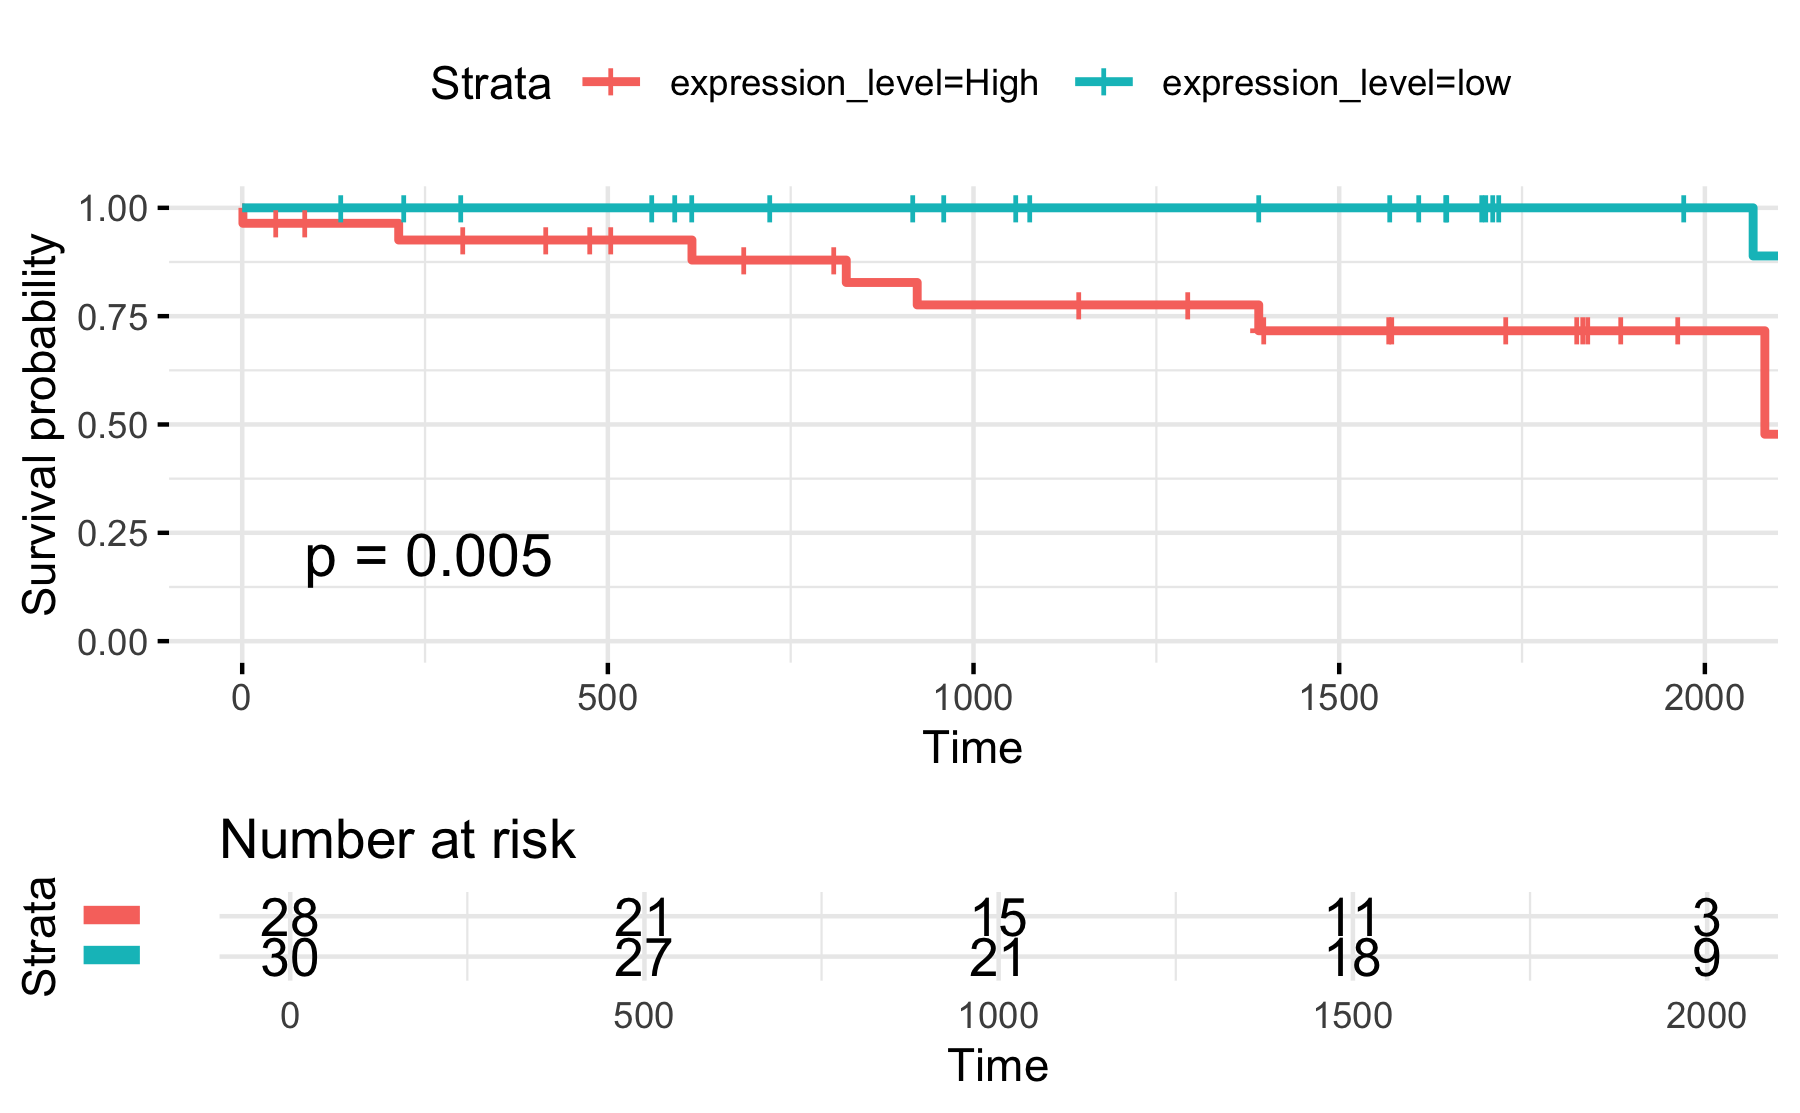 Strata expression_level=High expression_level=low
Survival probability
1.00
0.75
0.50
0.25
0.00
p = 0.005
0 500 1000 1500 2000
Time
Number at risk
Strata
28 21 15 11 3
30 27 21 18 9
0 500 1000 1500 2000
Time